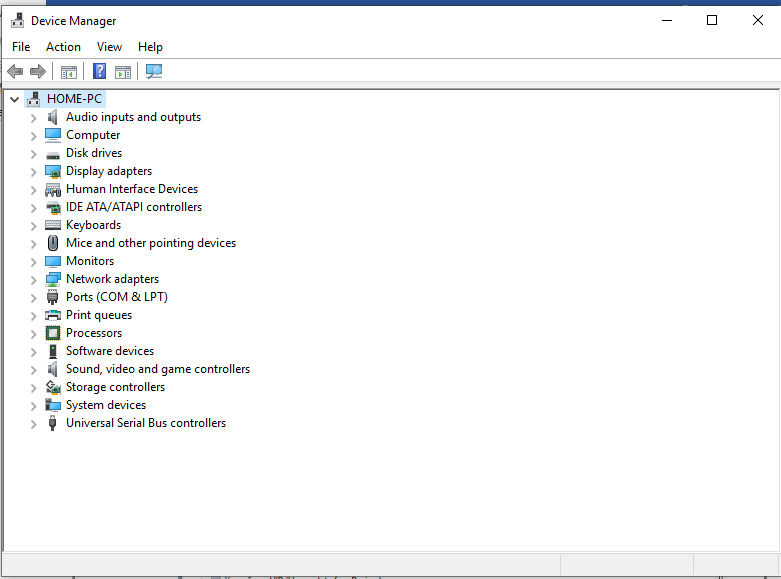 Device Manager
File Action View Help
HOME-PC
Audio inputs and outputs
Computer
Disk drives
Display adapters
Human Interface Devices
IDE ATA/ATAPI controllers
Keyboards
Mice and other pointing devices
Monitors
Network adapters
Ports (COM & LPT)
Print queues
Processors
Software devices
Sound, video and game controllers
Storage controllers
System devices
Universal Serial Bus controllers